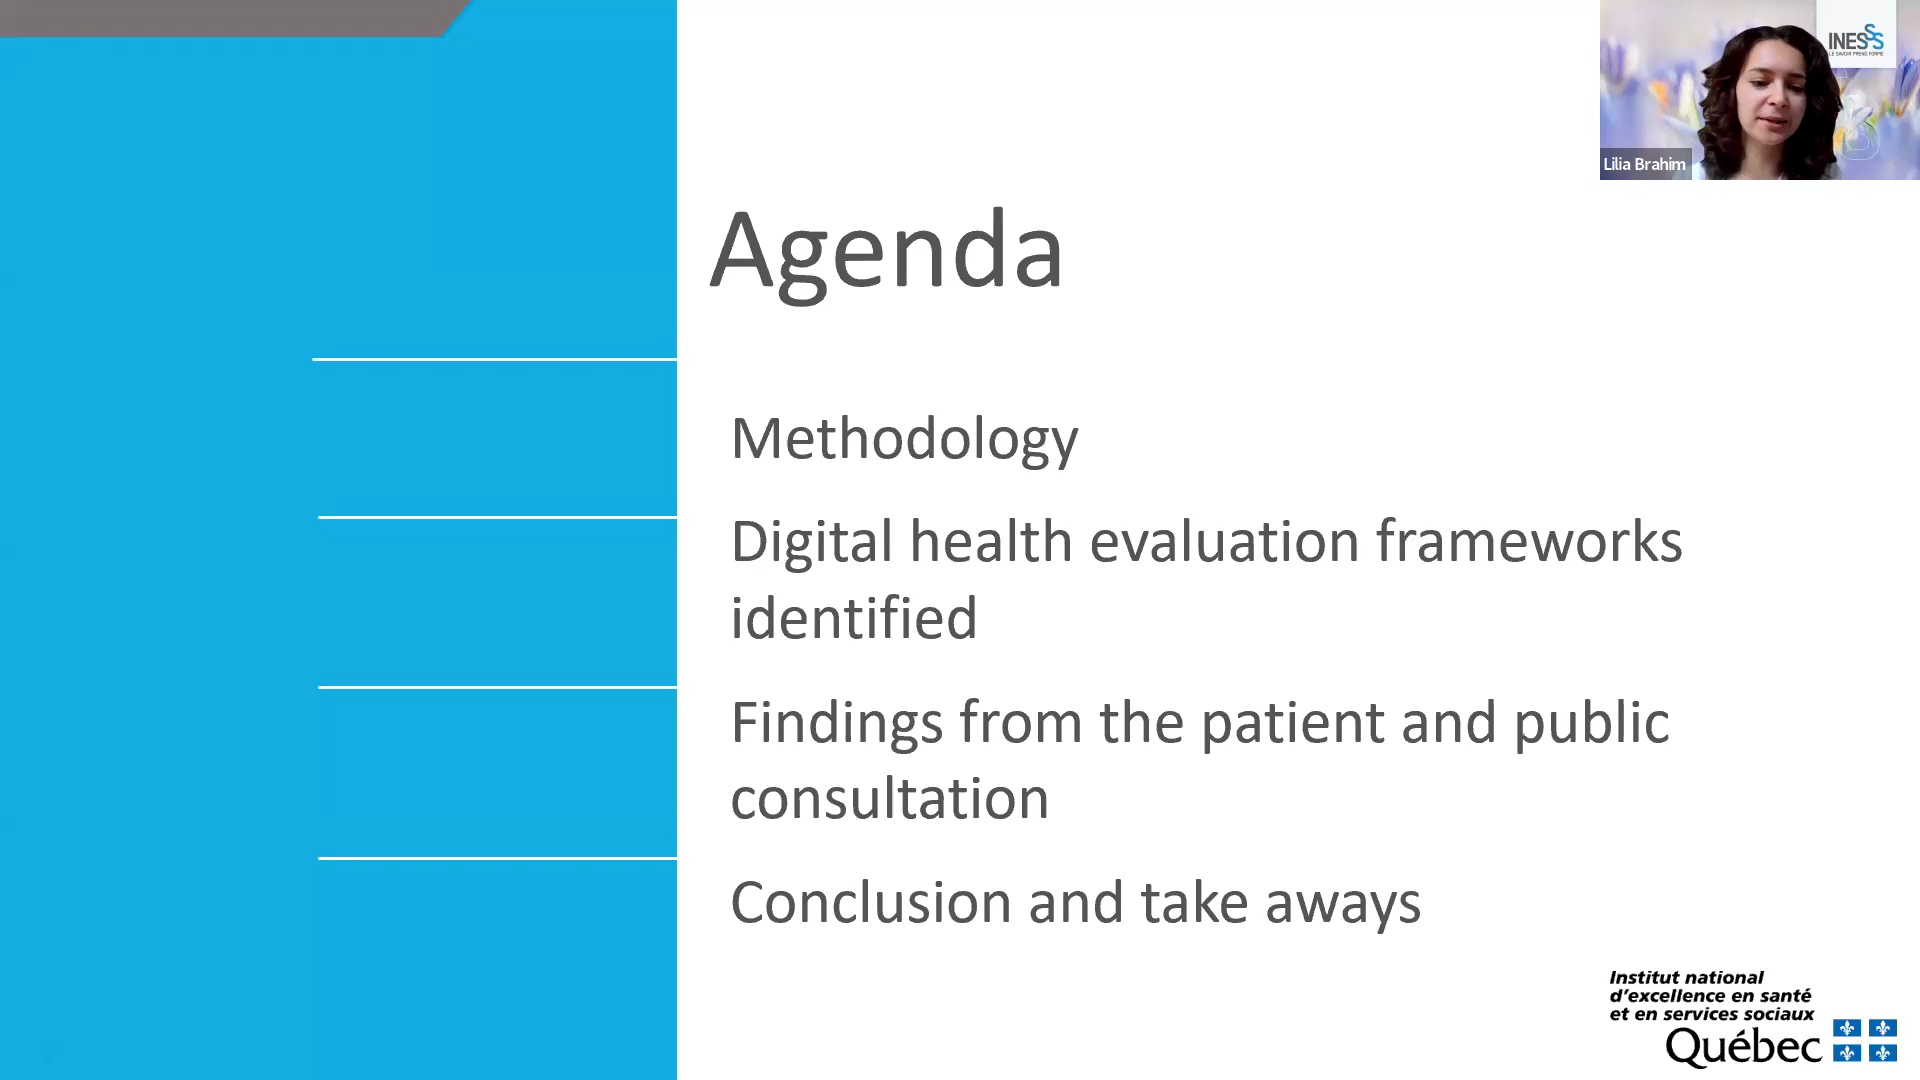 INESSS
LE SAVOIR PREND FORME
Lilia Brahim
Agenda
Methodology
Digital health evaluation frameworks
identified
Findings from the patient and public
consultation
Conclusion and take aways
Institut national
d'excellence en santé
et en services sociaux
Québec